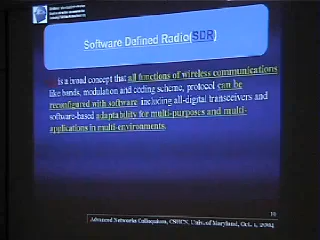 Software Defined Radio(SDR)
is a broad concept that all functions of wireless communications
like bands, modulation and coding scheme, protocol can be
reconfigured with software including all-digital transceivers and
software-based adaptability for multi-purposes and multi-
applications in multi-environments.
10
Advanced Networks Colloquium, CSHCN, Univ. of Maryland, Oct. 1, 2004